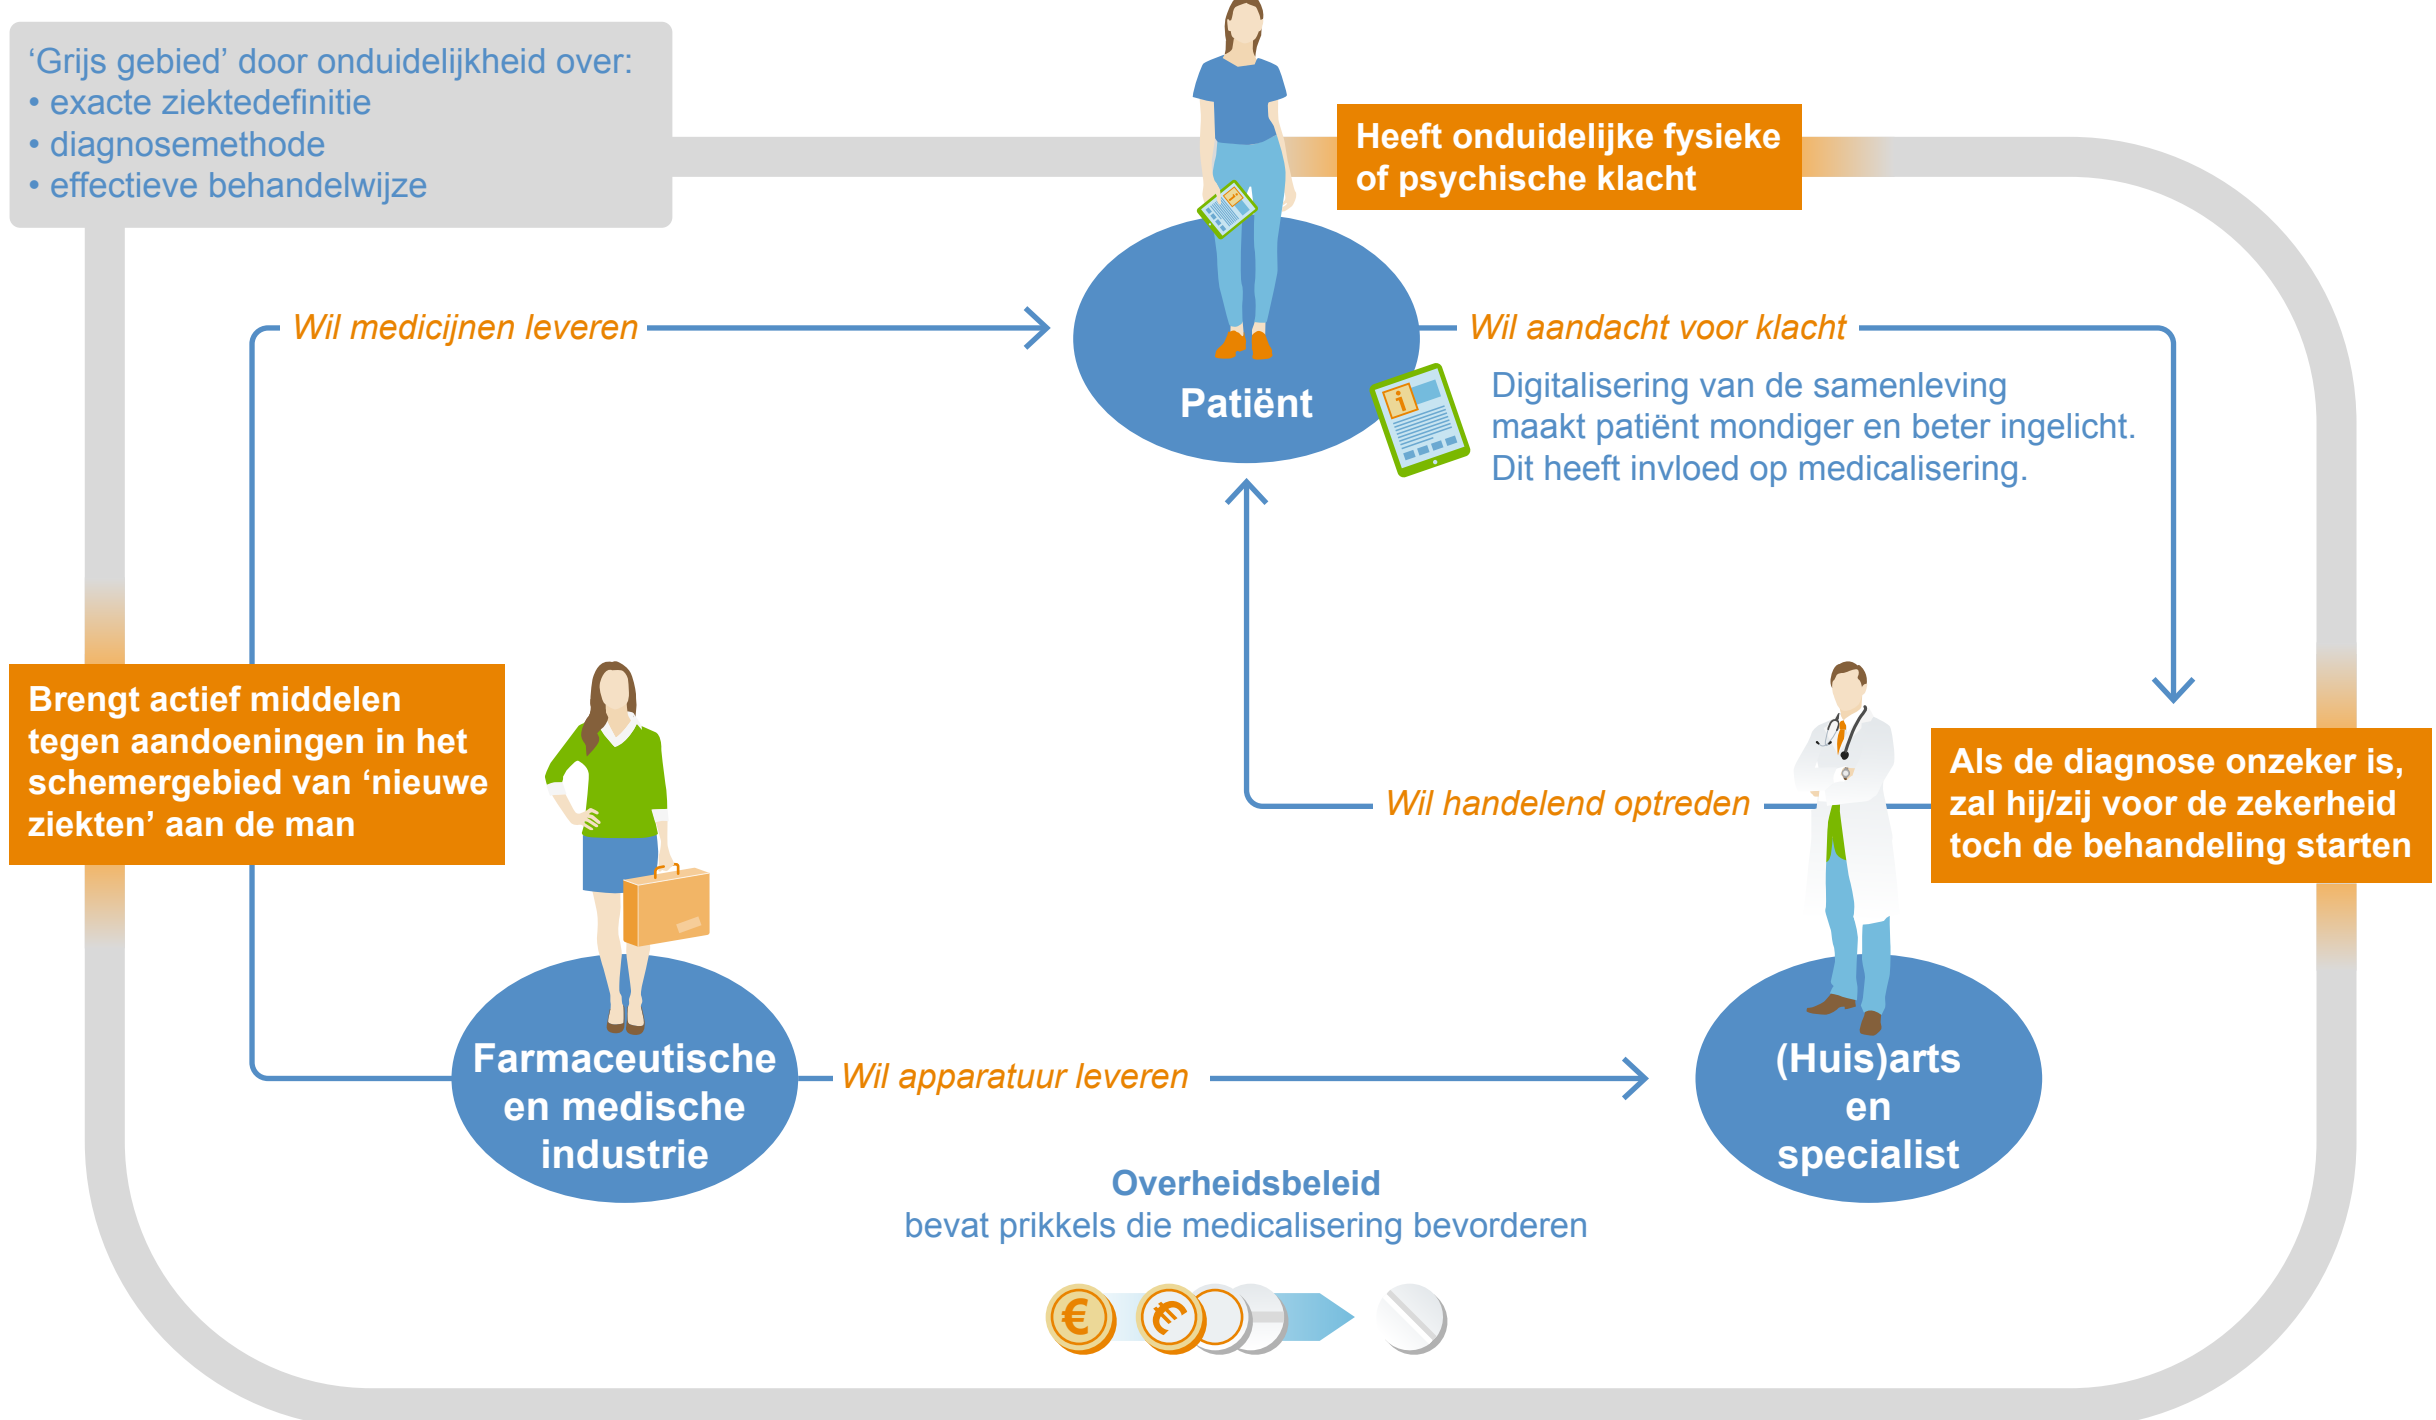 ‘Grijs gebied’ door onduidelijkheid over:
• exacte ziektedefinitie
• diagnosemethode
• effectieve behandelwijze
Heeft onduidelijke fysieke
of psychische klacht
Wil medicijnen leveren
Patiënt
Wil aandacht voor klacht
Digitalisering van de samenleving
maakt patiënt mondiger en beter ingelicht.
Dit heeft invloed op medicalisering.
Brengt actief middelen
tegen aandoeningen in het
schemergebied van ‘nieuwe
ziekten’ aan de man
Wil handelend optreden
Als de diagnose onzeker is,
zal hij/zij voor de zekerheid
toch de behandeling starten
Farmaceutische
en medische
industrie
Wil apparatuur leveren
(Huis)arts
en
specialist
Overheidsbeleid
bevat prikkels die medicalisering bevorderen
€ €